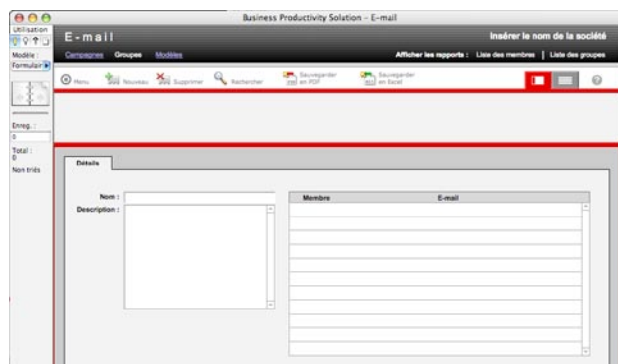 Business Productivity Solution - E-mail
Utilisation
E-mail
Insérer le nom de la société
Modèle :
Campagnes Groupes Modèles
Afficher les rapports : Liste des membres | Liste des groupes
Formulair
Menu
Nouveau
Supprimer
Rechercher
Sauvegarder en PDF
Sauvegarder en Excel
Enreg. :
0
Total :
0
Non triés
Détails
Nom :
Description :
Membre E-mail